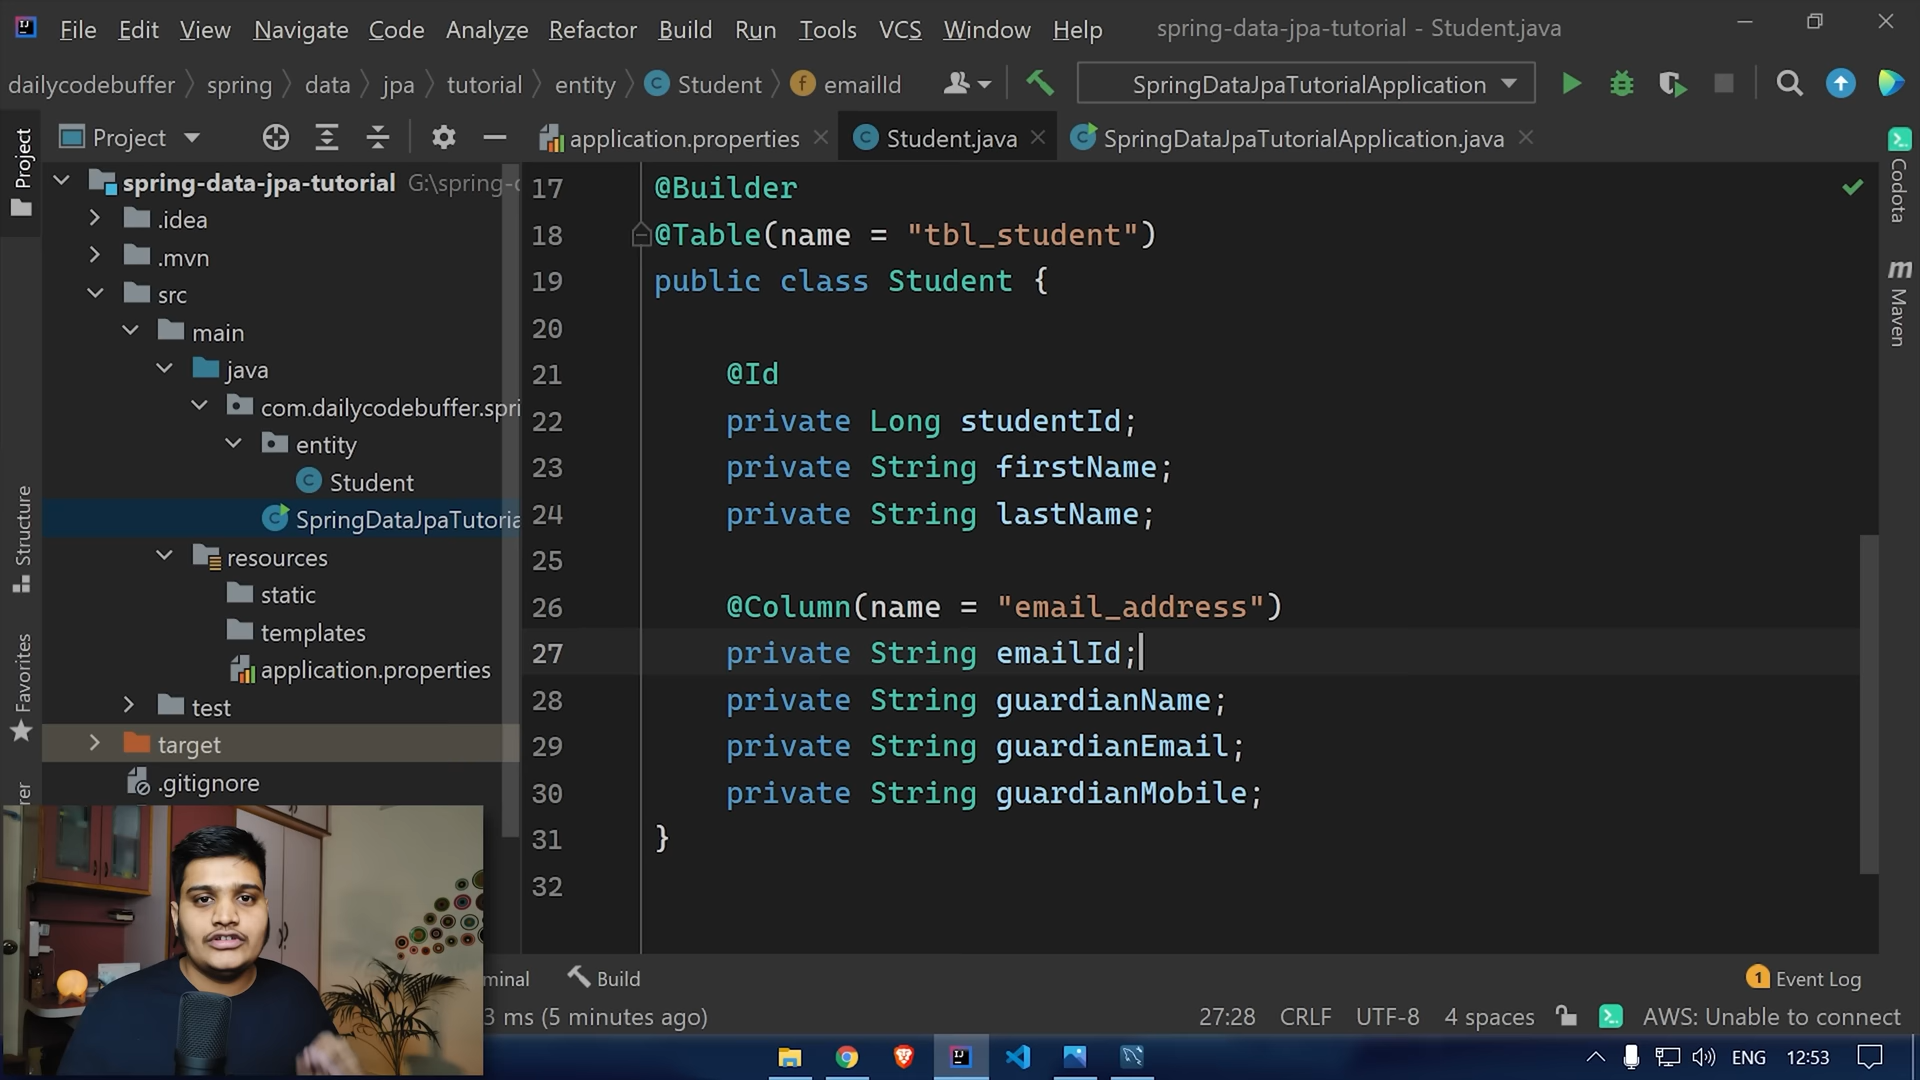 File Edit View Navigate Code Analyze Refactor Build Run Tools VCS Window Help spring-data-jpa-tutorial - Student.java
dailycodebuffer spring data jpa tutorial entity Student emailId SpringDataJpaTutorialApplication
Project
application.properties Student.java SpringDataJpaTutorialApplication.java
Project
Structure
Favorites
spring-data-jpa-tutorial G:\spring-
.idea
.mvn
src
main
java
com.dailycodebuffer.spri
entity
Student
SpringDataJpaTutoria
resources
static
templates
application.properties
test
target
.gitignore
17 @Builder
18 @Table(name = "tbl_student")
19 public class Student {
20
21 @Id
22 private Long studentId;
23 private String firstName;
24 private String lastName;
25
26 @Column(name = "email_address")
27 private String emailId;
28 private String guardianName;
29 private String guardianEmail;
30 private String guardianMobile;
31 }
32
Codota
Maven
minal Build 1 Event Log
3 ms (5 minutes ago) 27:28 CRLF UTF-8 4 spaces AWS: Unable to connect
ENG 12:53